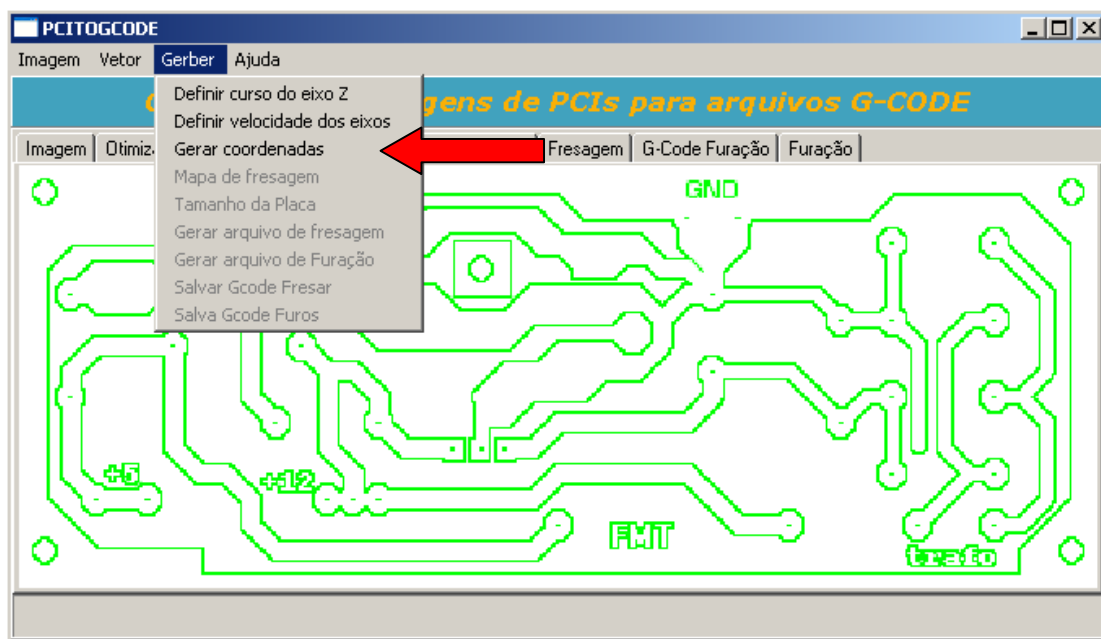 PCITOGCODE
Imagem Vetor Gerber Ajuda
gens de PCIs para arquivos G-CODE
Definir curso do eixo Z
Definir velocidade dos eixos
Gerar coordenadas
Mapa de fresagem
Tamanho da Placa
Gerar arquivo de fresagem
Gerar arquivo de Furação
Salvar Gcode Fresar
Salva Gcode Furos
Imagem Otimiz Fresagem G-Code Furação Furação
GND
+5
+12
FMT
trafo